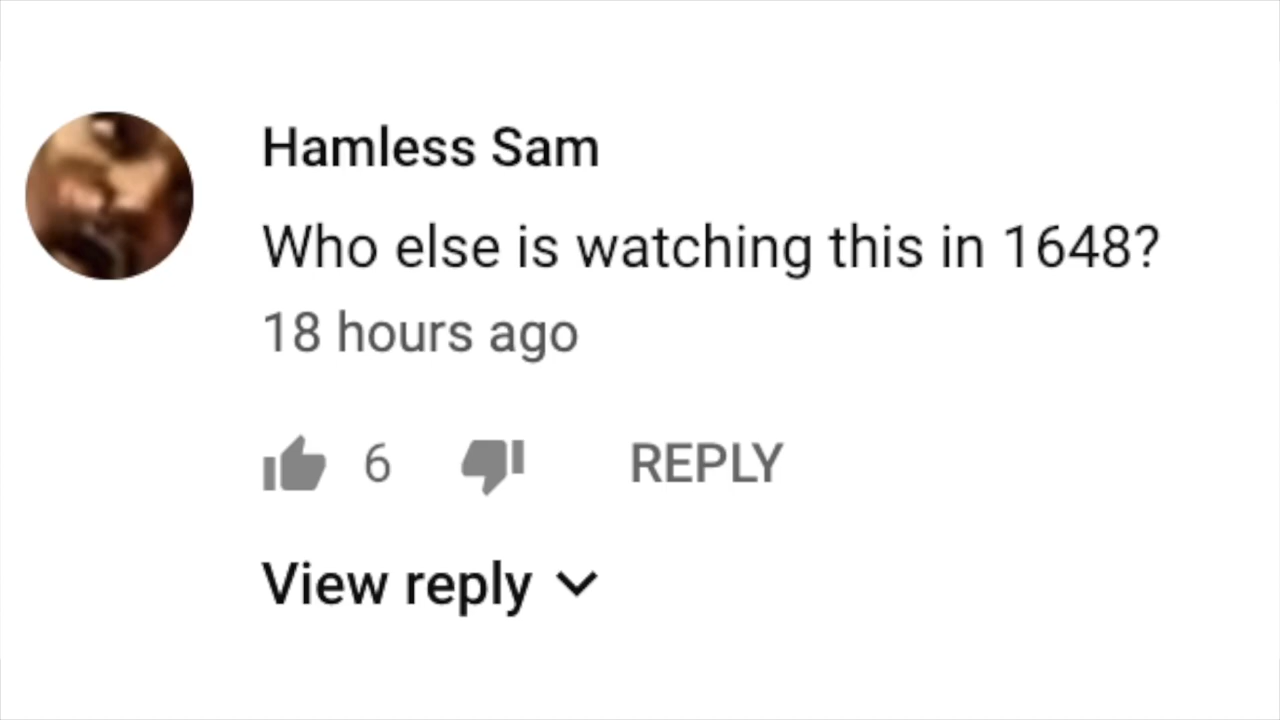 Hamless Sam
Who else is watching this in 1648?
18 hours ago
6 REPLY
View reply